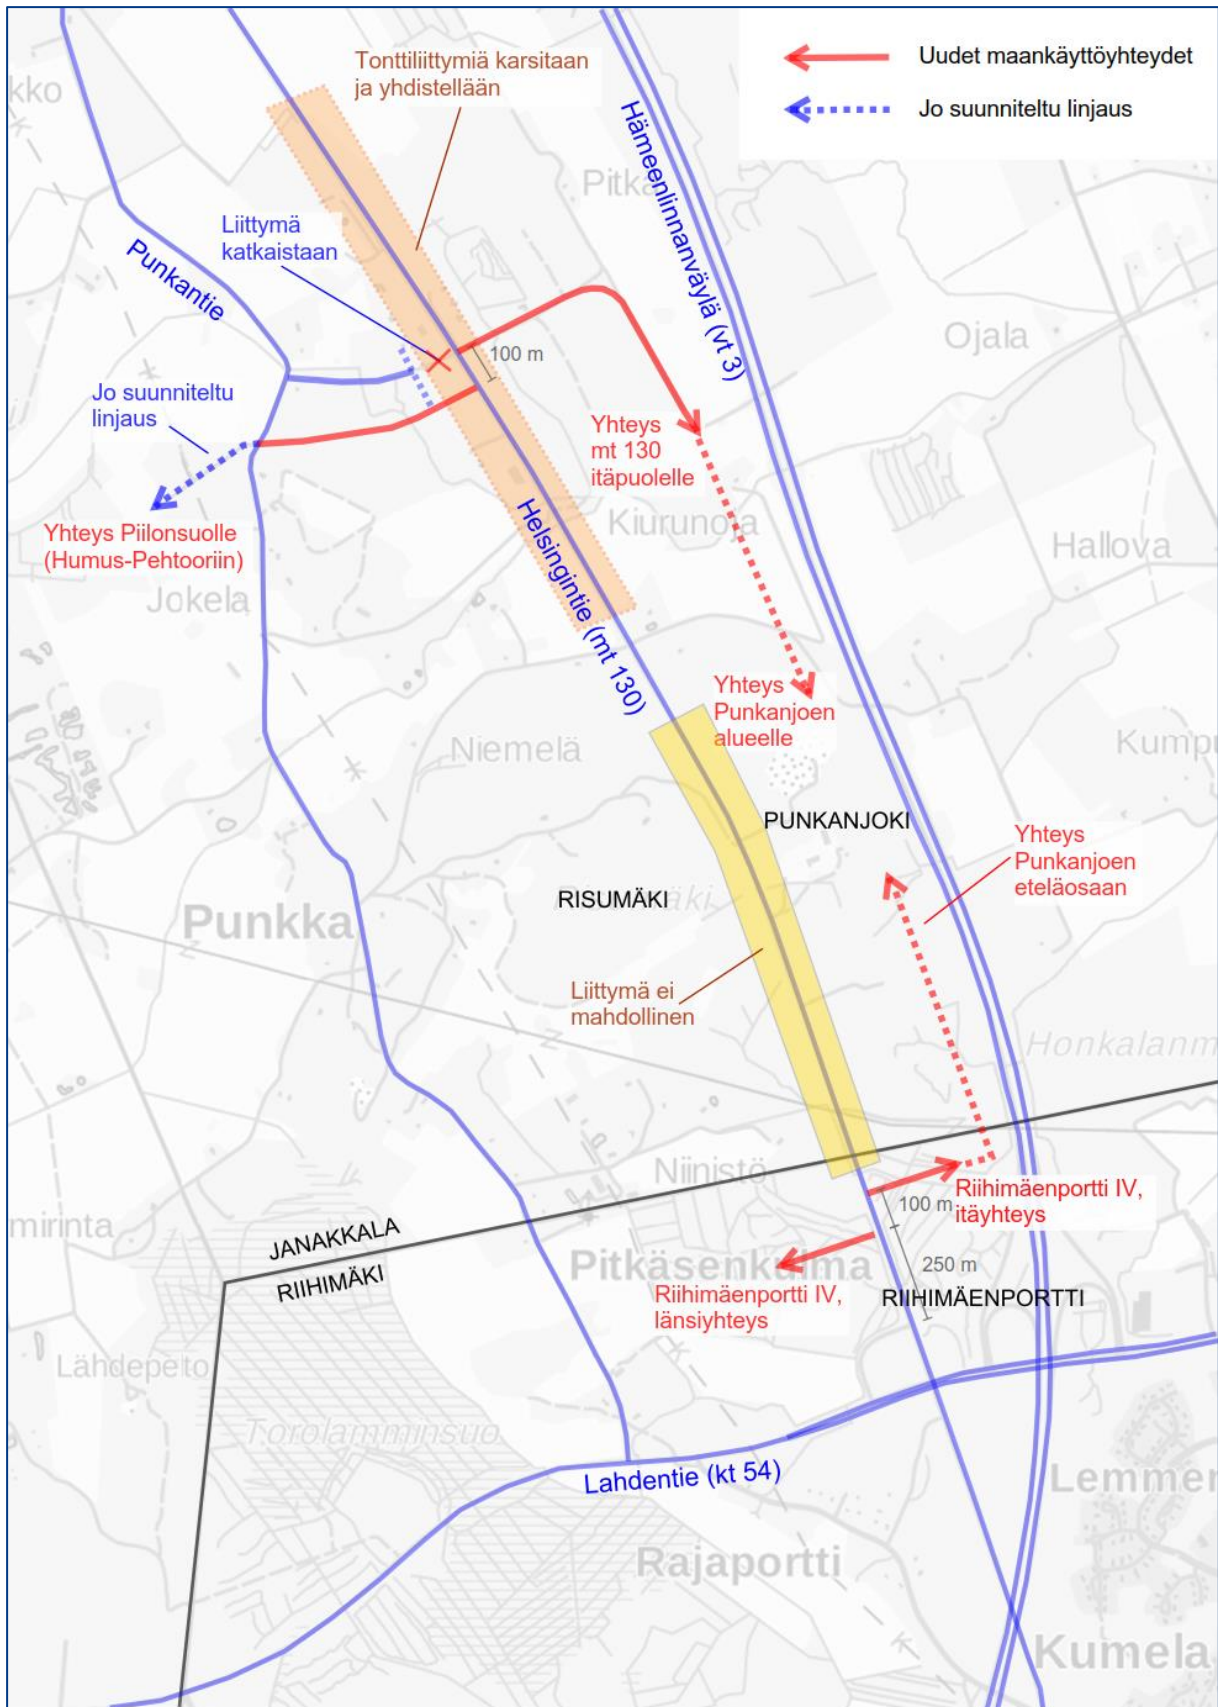 Tonttiliittymiä karsitaan
ja yhdistellään
Uudet maankäyttöyhteydet
Jo suunniteltu linjaus
kko
Hämeenlinnanväylä (vt 3)
Liittymä
katkaistaan
Punkantie
Ojala
100 m
Jo suunniteltu
linjaus
Yhteys
mt 130
itäpuolelle
Yhteys Piilonsuolle
(Humus-Pehtooriin)
Helsingintie (mt 130)
Kiurunoja
Hallova
Jokela
Yhteys
Punkanjoen
alueelle
Niemelä
PUNKANJOKI
Yhteys
Punkanjoen
eteläosaan
RISUMÄKI
Punkka
Liittymä ei
mahdollinen
Niinistö
Riihimäenportti IV,
itäyhteys
100 m
mirinta
JANAKKALA
RIIHIMÄKI
Pitkäsenkulma
250 m
Riihimäenportti IV,
länsiyhteys
RIIHIMÄENPORTTI
Lähdepelto
Torolamminsuo
Lahdentie (kt 54)
Lemmen
Rajaportti
Kumela